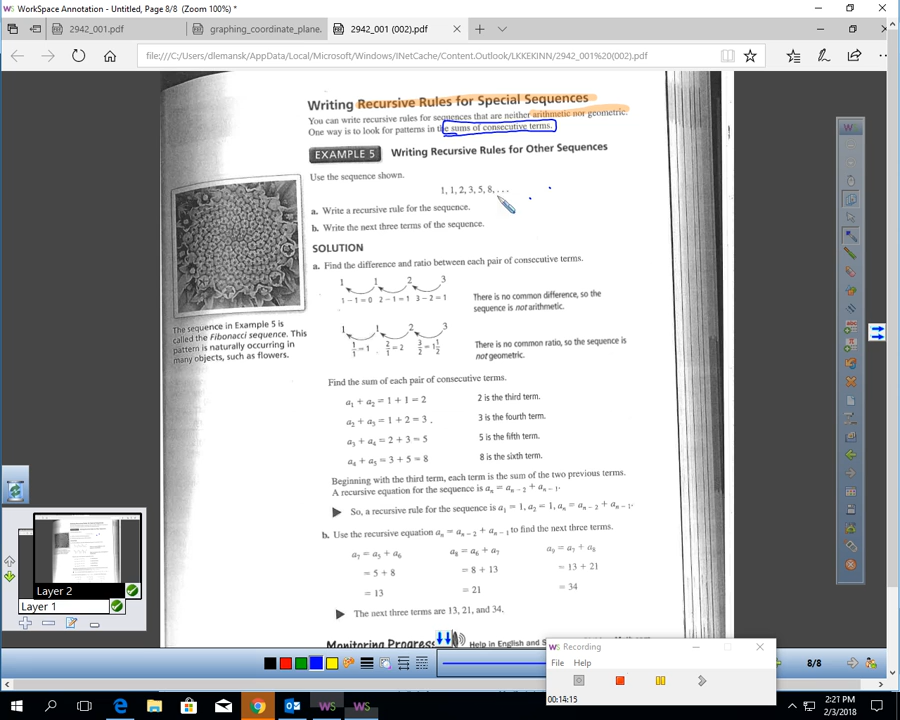 WorkSpace Annotation - Untitled, Page 8/8 (Zoom 100%) *
2942_001.pdf
graphing_coordinate_plane.
2942_001 (002).pdf
file:///C:/Users/dlemansk/AppData/Local/Microsoft/Windows/INetCache/Content.Outlook/LKKEKINN/2942_001%20(002).pdf
Writing Recursive Rules for Special Sequences
You can write recursive rules for sequences that are neither arithmetic nor geometric.
One way is to look for patterns in the sums of consecutive terms.
EXAMPLE 5 Writing Recursive Rules for Other Sequences
Use the sequence shown.
1, 1, 2, 3, 5, 8, . . .
a. Write a recursive rule for the sequence.
b. Write the next three terms of the sequence.
SOLUTION
a. Find the difference and ratio between each pair of consecutive terms.
1 1 2 3
1 − 1 = 0 2 − 1 = 1 3 − 2 = 1
There is no common difference, so the
sequence is not arithmetic.
1 1 2 3
1/1 = 1 2/1 = 2 3/2 = 1 1/2
There is no common ratio, so the sequence is
not geometric.
The sequence in Example 5 is
called the Fibonacci sequence. This
pattern is naturally occurring in
many objects, such as flowers.
Find the sum of each pair of consecutive terms.
a₁ + a₂ = 1 + 1 = 2 2 is the third term.
a₂ + a₃ = 1 + 2 = 3 3 is the fourth term.
a₃ + a₄ = 2 + 3 = 5 5 is the fifth term.
a₄ + a₅ = 3 + 5 = 8 8 is the sixth term.
Beginning with the third term, each term is the sum of the two previous terms.
A recursive equation for the sequence is aₙ = aₙ₋₂ + aₙ₋₁.
So, a recursive rule for the sequence is a₁ = 1, a₂ = 1, aₙ = aₙ₋₂ + aₙ₋₁.
b. Use the recursive equation aₙ = aₙ₋₂ + aₙ₋₁ to find the next three terms.
a₇ = a₅ + a₆ a₈ = a₆ + a₇ a₉ = a₇ + a₈
= 5 + 8 = 8 + 13 = 13 + 21
= 13 = 21 = 34
The next three terms are 13, 21, and 34.
Monitoring Progress Help in English and
Layer 2
Layer 1
WS Recording
File Help
00:14:15
8/8
2:27 PM
2/3/2018